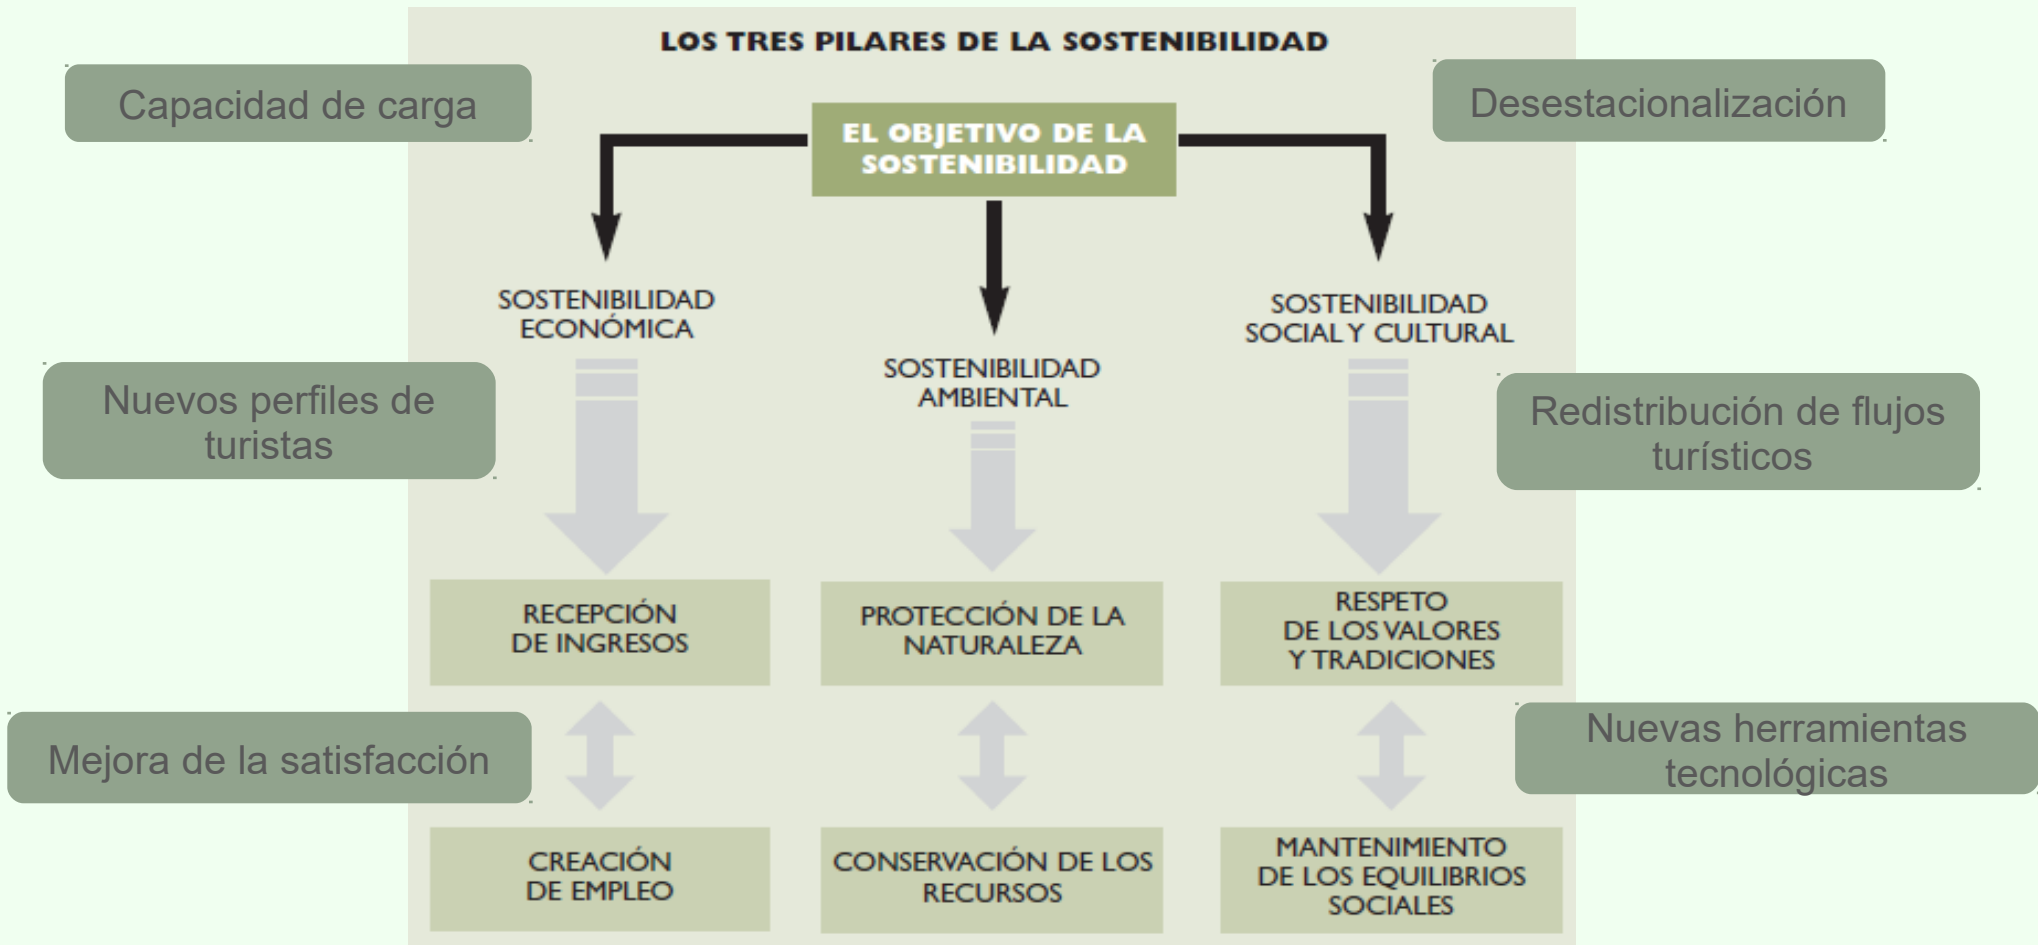 LOS TRES PILARES DE LA SOSTENIBILIDAD
Capacidad de carga
Desestacionalización
EL OBJETIVO DE LA
SOSTENIBILIDAD
SOSTENIBILIDAD
ECONÓMICA
SOSTENIBILIDAD
AMBIENTAL
SOSTENIBILIDAD
SOCIAL Y CULTURAL
Nuevos perfiles de
turistas
Redistribución de flujos
turísticos
RECEPCIÓN
DE INGRESOS
PROTECCIÓN DE LA
NATURALEZA
RESPETO
DE LOS VALORES
Y TRADICIONES
Mejora de la satisfacción
Nuevas herramientas
tecnológicas
CREACIÓN
DE EMPLEO
CONSERVACIÓN DE LOS
RECURSOS
MANTENIMIENTO
DE LOS EQUILIBRIOS
SOCIALES